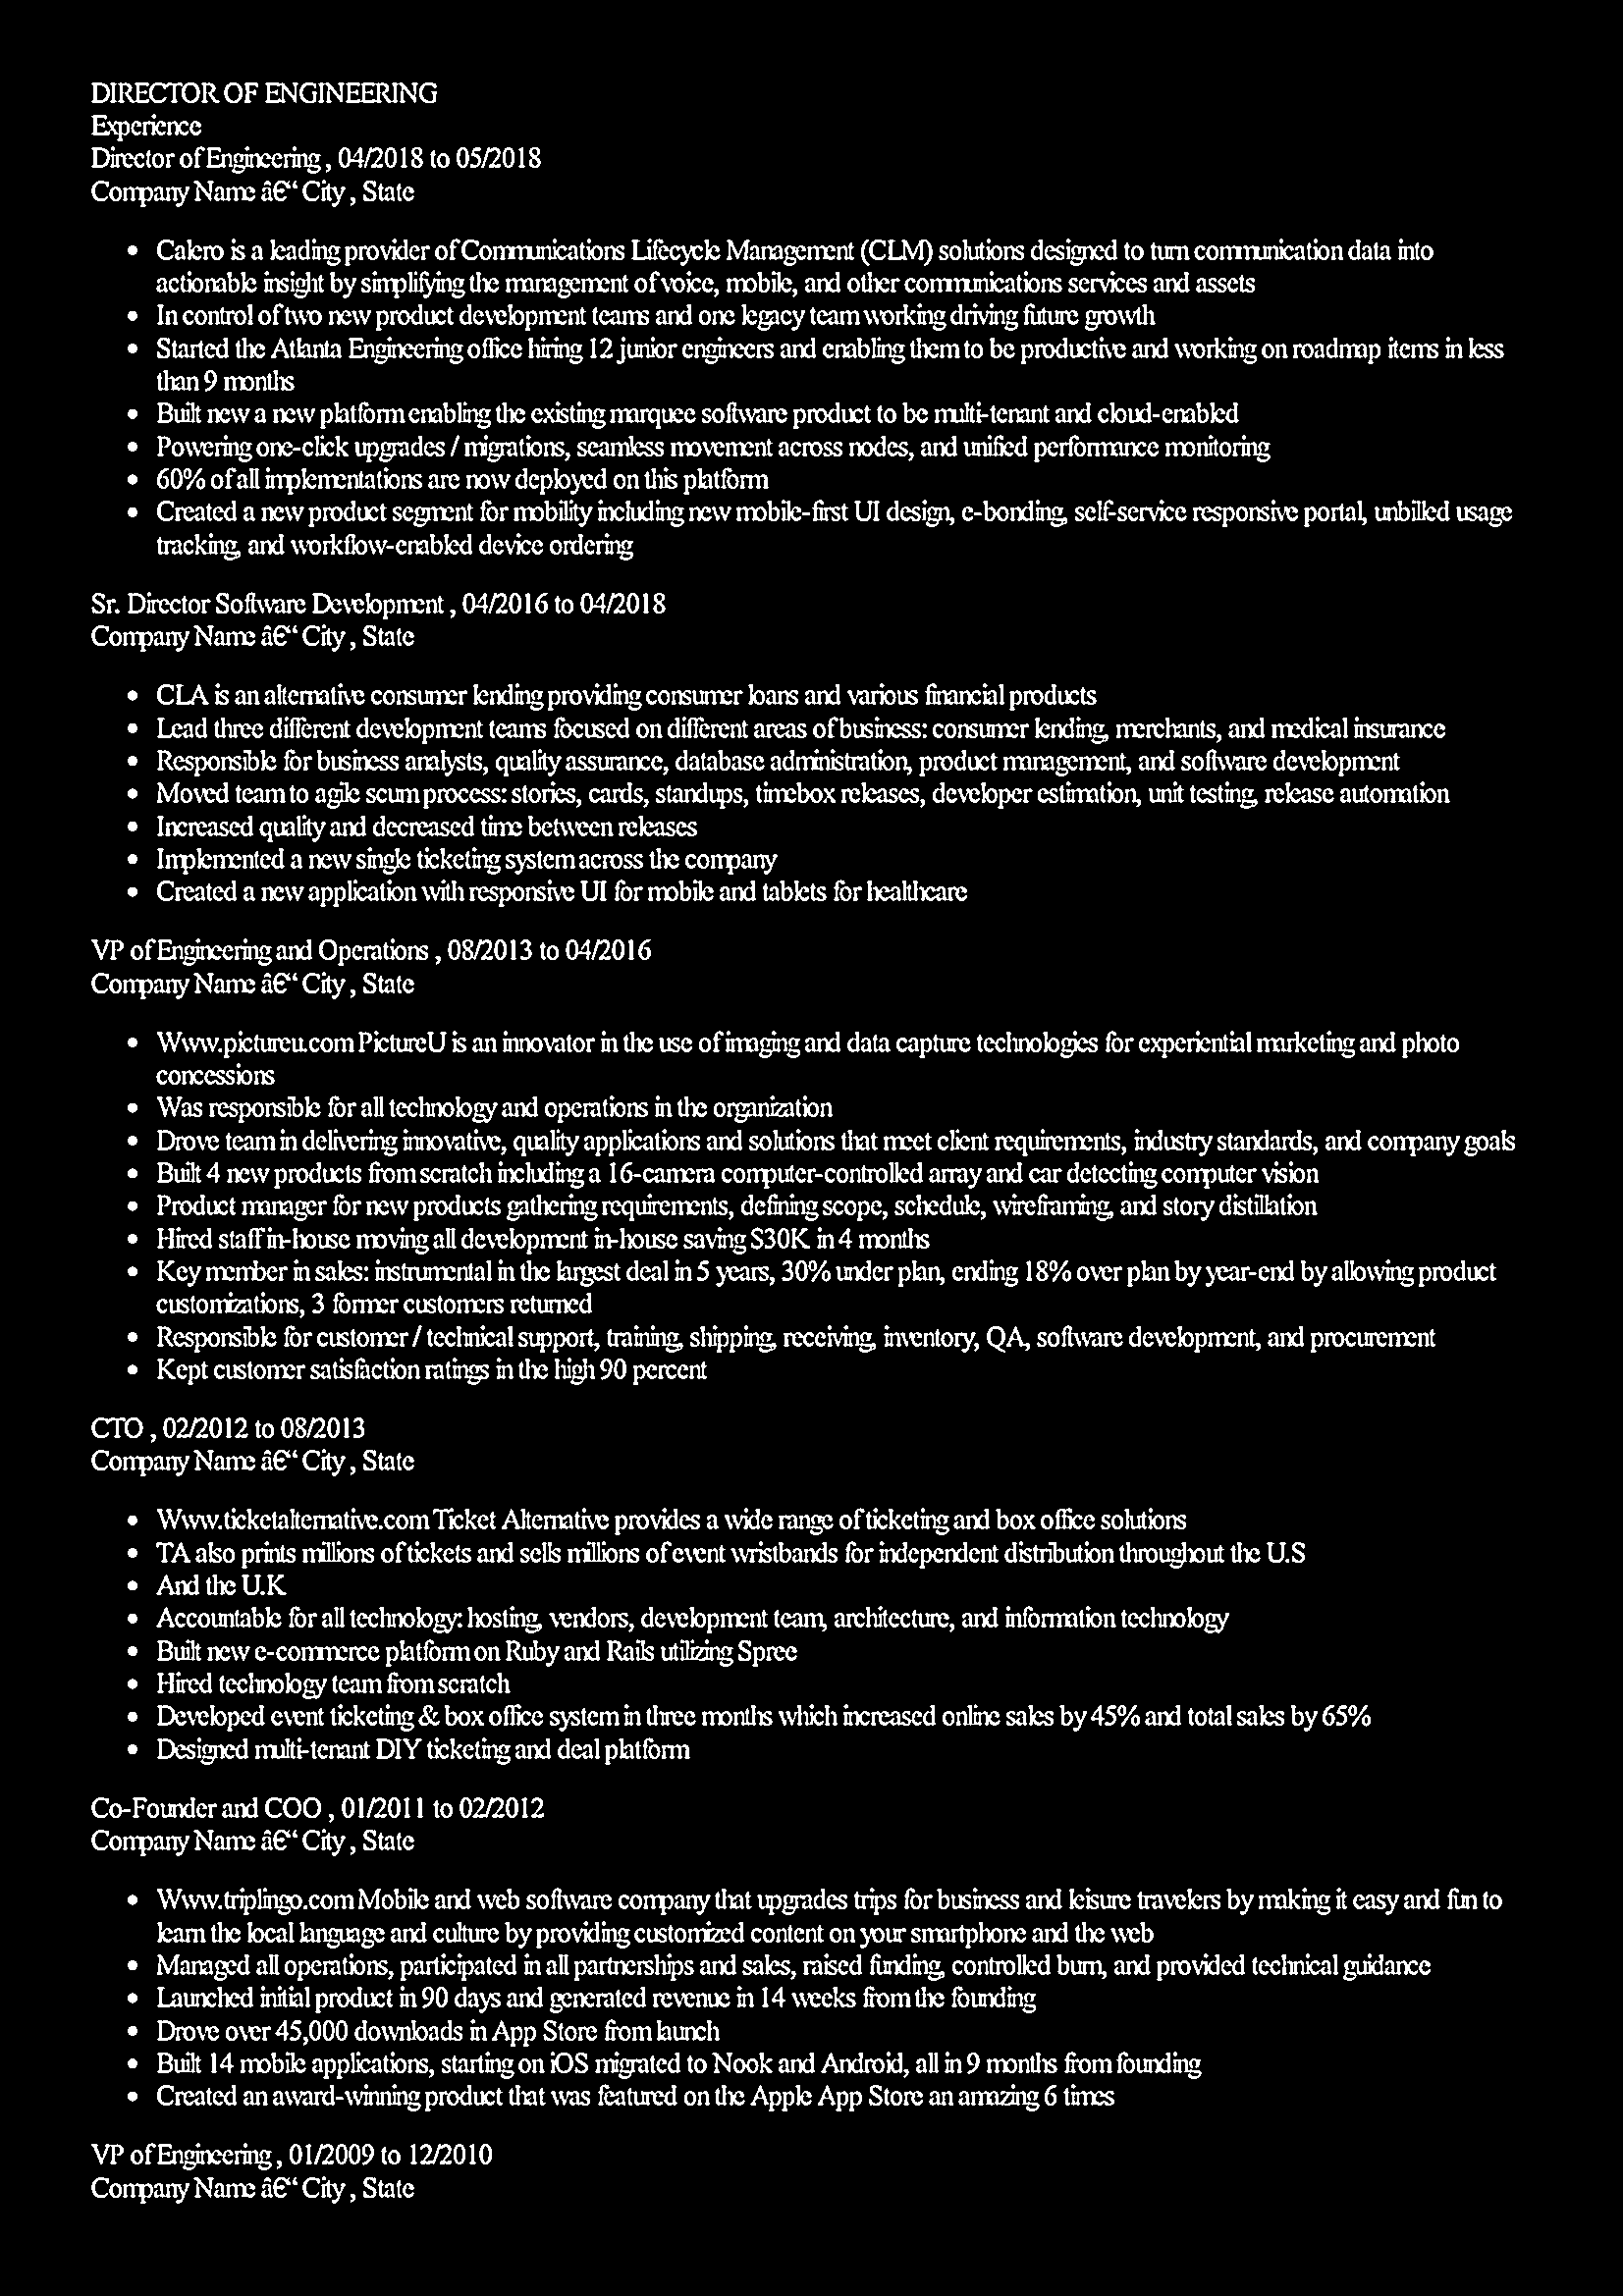 DIRECTOR OF ENGINEERING
Experience
Director of Engineering , 04/2018 to 05/2018
Company Name â€“ City , State
• Calero is a leading provider of Communications Lifecycle Management (CLM) solutions designed to turn communication data into
actionable insight by simplifying the management of voice, mobile, and other communications services and assets
• In control of two new product development teams and one legacy team working driving future growth
• Started the Atlanta Engineering office hiring 12 junior engineers and enabling them to be productive and working on roadmap items in less
than 9 months
• Built new a new platform enabling the existing marquee software product to be multi-tenant and cloud-enabled
• Powering one-click upgrades / migrations, seamless movement across nodes, and unified performance monitoring
• 60% of all implementations are now deployed on this platform
• Created a new product segment for mobility including new mobile-first UI design, e-bonding, self-service responsive portal, unbilled usage
tracking, and workflow-enabled device ordering
Sr. Director Software Development , 04/2016 to 04/2018
Company Name â€“ City , State
• CLA is an alternative consumer lending providing consumer loans and various financial products
• Lead three different development teams focused on different areas of business: consumer lending, merchants, and medical insurance
• Responsible for business analysts, quality assurance, database administration, product management, and software development
• Moved team to agile scum process: stories, cards, standups, timebox releases, developer estimation, unit testing, release automation
• Increased quality and decreased time between releases
• Implemented a new single ticketing system across the company
• Created a new application with responsive UI for mobile and tablets for healthcare
VP of Engineering and Operations , 08/2013 to 04/2016
Company Name â€“ City , State
• Www.pictureu.com PictureU is an innovator in the use of imaging and data capture technologies for experiential marketing and photo
concessions
• Was responsible for all technology and operations in the organization
• Drove team in delivering innovative, quality applications and solutions that meet client requirements, industry standards, and company goals
• Built 4 new products from scratch including a 16-camera computer-controlled array and car detecting computer vision
• Product manager for new products gathering requirements, defining scope, schedule, wireframing, and story distillation
• Hired staff in-house moving all development in-house saving $30K in 4 months
• Key member in sales: instrumental in the largest deal in 5 years, 30% under plan, ending 18% over plan by year-end by allowing product
customizations, 3 former customers returned
• Responsible for customer / technical support, training, shipping, receiving, inventory, QA, software development, and procurement
• Kept customer satisfaction ratings in the high 90 percent
CTO , 02/2012 to 08/2013
Company Name â€“ City , State
• Www.ticketalternative.com Ticket Alternative provides a wide range of ticketing and box office solutions
• TA also prints millions of tickets and sells millions of event wristbands for independent distribution throughout the U.S
• And the U.K
• Accountable for all technology: hosting, vendors, development team, architecture, and information technology
• Built new e-commerce platform on Ruby and Rails utilizing Spree
• Hired technology team from scratch
• Developed event ticketing & box office system in three months which increased online sales by 45% and total sales by 65%
• Designed multi-tenant DIY ticketing and deal platform
Co-Founder and COO , 01/2011 to 02/2012
Company Name â€“ City , State
• Www.triplingo.com Mobile and web software company that upgrades trips for business and leisure travelers by making it easy and fun to
learn the local language and culture by providing customized content on your smartphone and the web
• Managed all operations, participated in all partnerships and sales, raised funding, controlled burn, and provided technical guidance
• Launched initial product in 90 days and generated revenue in 14 weeks from the founding
• Drove over 45,000 downloads in App Store from launch
• Built 14 mobile applications, starting on iOS migrated to Nook and Android, all in 9 months from founding
• Created an award-winning product that was featured on the Apple App Store an amazing 6 times
VP of Engineering , 01/2009 to 12/2010
Company Name â€“ City , State